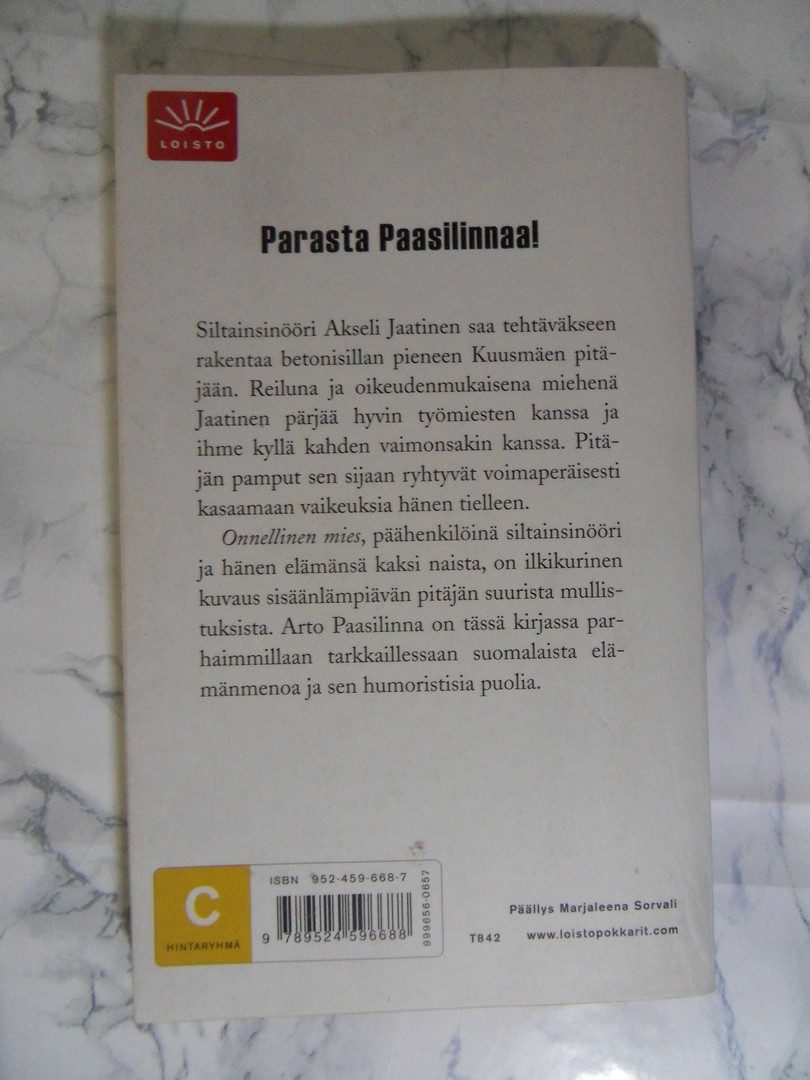 LOISTO
Parasta Paasilinnaa!
Siltainsinööri Akseli Jaatinen saa tehtäväkseen
rakentaa betonisillan pieneen Kuusmäen pitä-
jään. Reiluna ja oikeudenmukaisena miehenä
Jaatinen pärjää hyvin työmiesten kanssa ja
ihme kyllä kahden vaimonsakin kanssa. Pitä-
jän pamput sen sijaan ryhtyvät voimaperäisesti
kasaamaan vaikeuksia hänen tielleen.
Onnellinen mies, päähenkilöinä siltainsinööri
ja hänen elämänsä kaksi naista, on ilkikurinen
kuvaus sisäänlämpiävän pitäjän suurista mullis-
tuksista. Arto Paasilinna on tässä kirjassa par-
haimmillaan tarkkaillessaan suomalaista elä-
mänmenoa ja sen humoristisia puolia.
C
HINTARYHMÄ
ISBN 952-459-668-7
9 789524 596688
999656-0657
Päällys Marjaleena Sorvali
T842 www.loistopokkarit.com